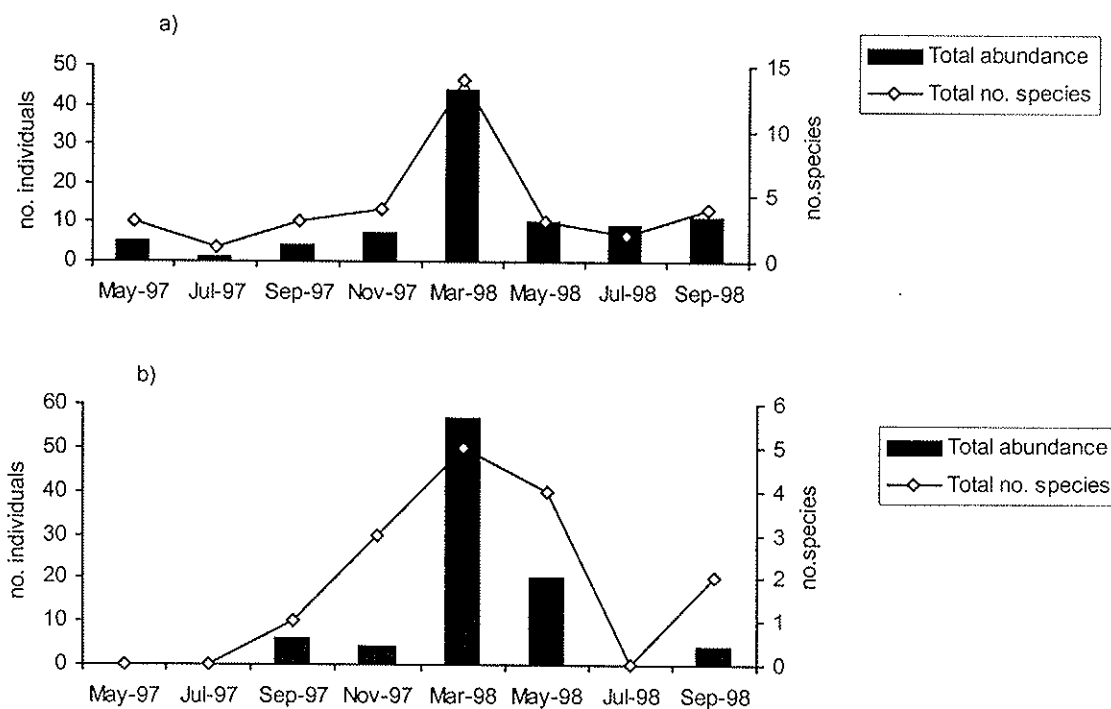 a)
50
40
30
20
10
0
no. individuals
15
10
5
0
no.species
May-97 Jul-97 Sep-97 Nov-97 Mar-98 May-98 Jul-98 Sep-98
Total abundance
Total no. species
b)
60
50
40
30
20
10
0
no. individuals
6
5
4
3
2
1
0
no.species
May-97 Jul-97 Sep-97 Nov-97 Mar-98 May-98 Jul-98 Sep-98
Total abundance
Total no. species